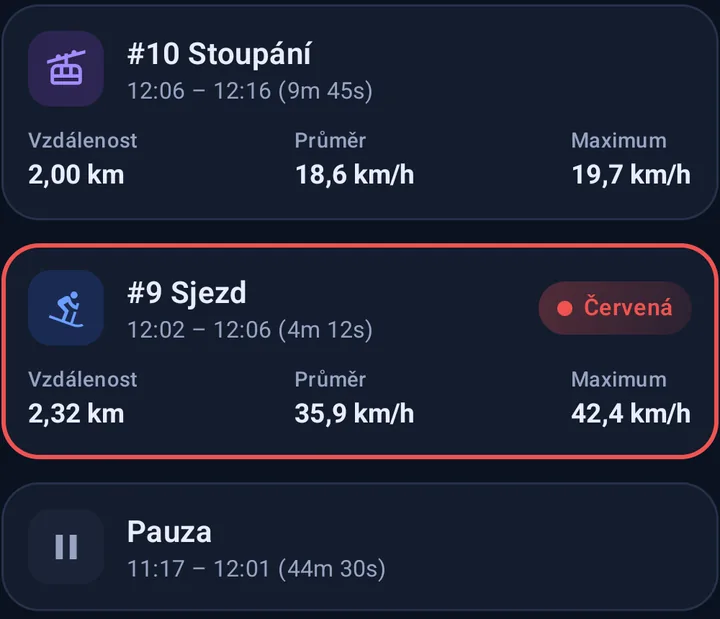 #10 Stoupání
12:06 – 12:16 (9m 45s)
Vzdálenost Průměr Maximum
2,00 km 18,6 km/h 19,7 km/h
#9 Sjezd
Červená
12:02 – 12:06 (4m 12s)
Vzdálenost Průměr Maximum
2,32 km 35,9 km/h 42,4 km/h
Pauza
11:17 – 12:01 (44m 30s)